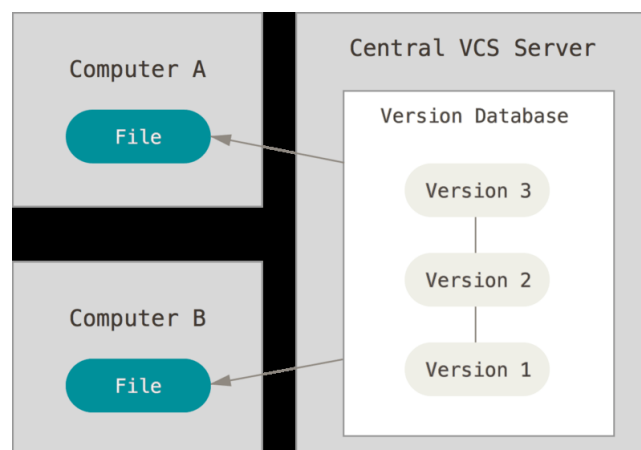 Computer A
File
Computer B
File
Central VCS Server
Version Database
Version 3
Version 2
Version 1